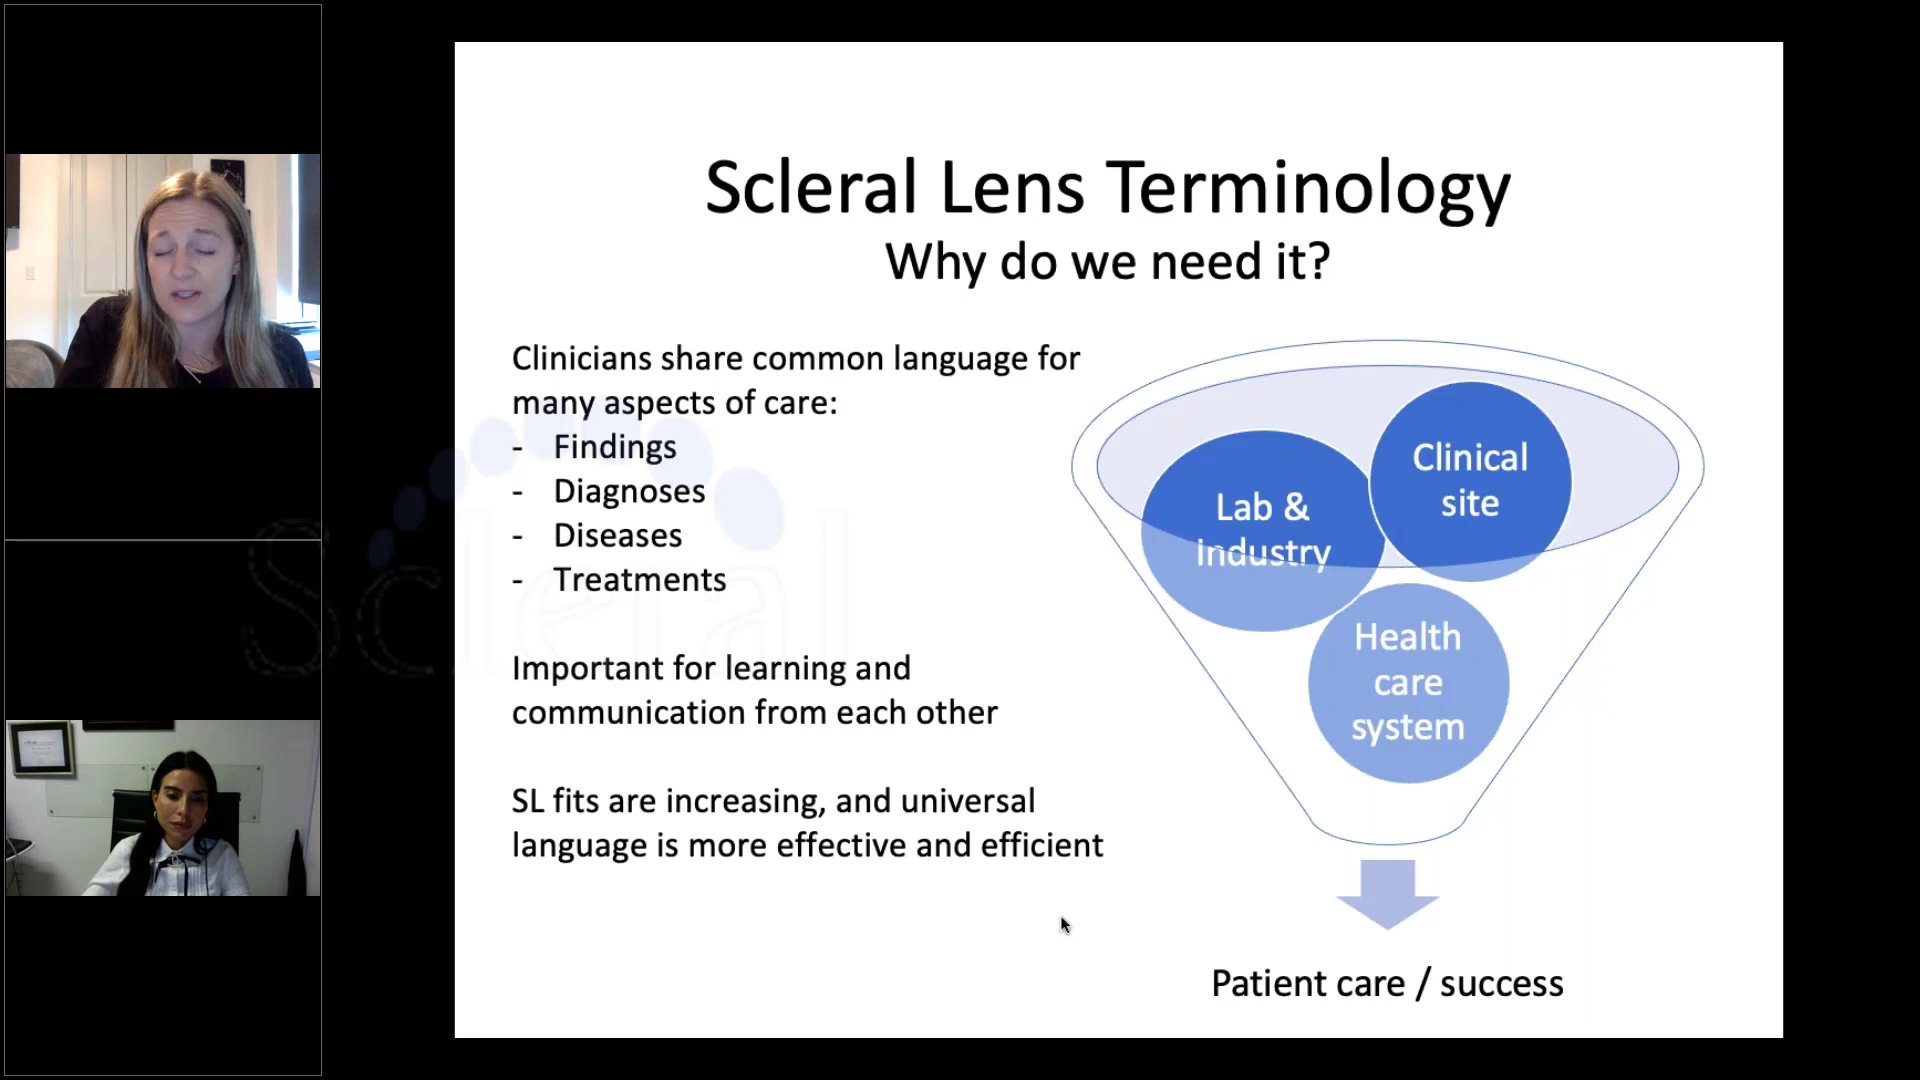 Scleral Lens Terminology
Why do we need it?
Clinicians share common language for
many aspects of care:
- Findings
- Diagnoses
- Diseases
- Treatments
Important for learning and
communication from each other
SL fits are increasing, and universal
language is more effective and efficient
Lab &
industry
Clinical
site
Health
care
system
Patient care / success
Scleral